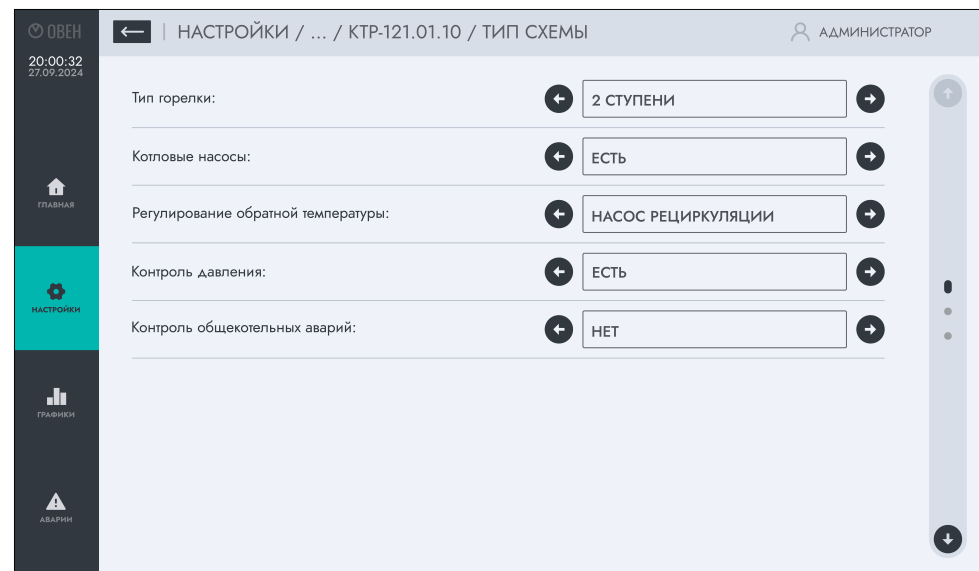 ОВЕН
НАСТРОЙКИ / ... / КТР-121.01.10 / ТИП СХЕМЫ
АДМИНИСТРАТОР
20:00:32
27.09.2024
Тип горелки:
2 СТУПЕНИ
Котловые насосы:
ЕСТЬ
ГЛАВНАЯ
Регулирование обратной температуры:
НАСОС РЕЦИРКУЛЯЦИИ
Контроль давления:
ЕСТЬ
НАСТРОЙКИ
Контроль общекотельных аварий:
НЕТ
ГРАФИКИ
АВАРИИ